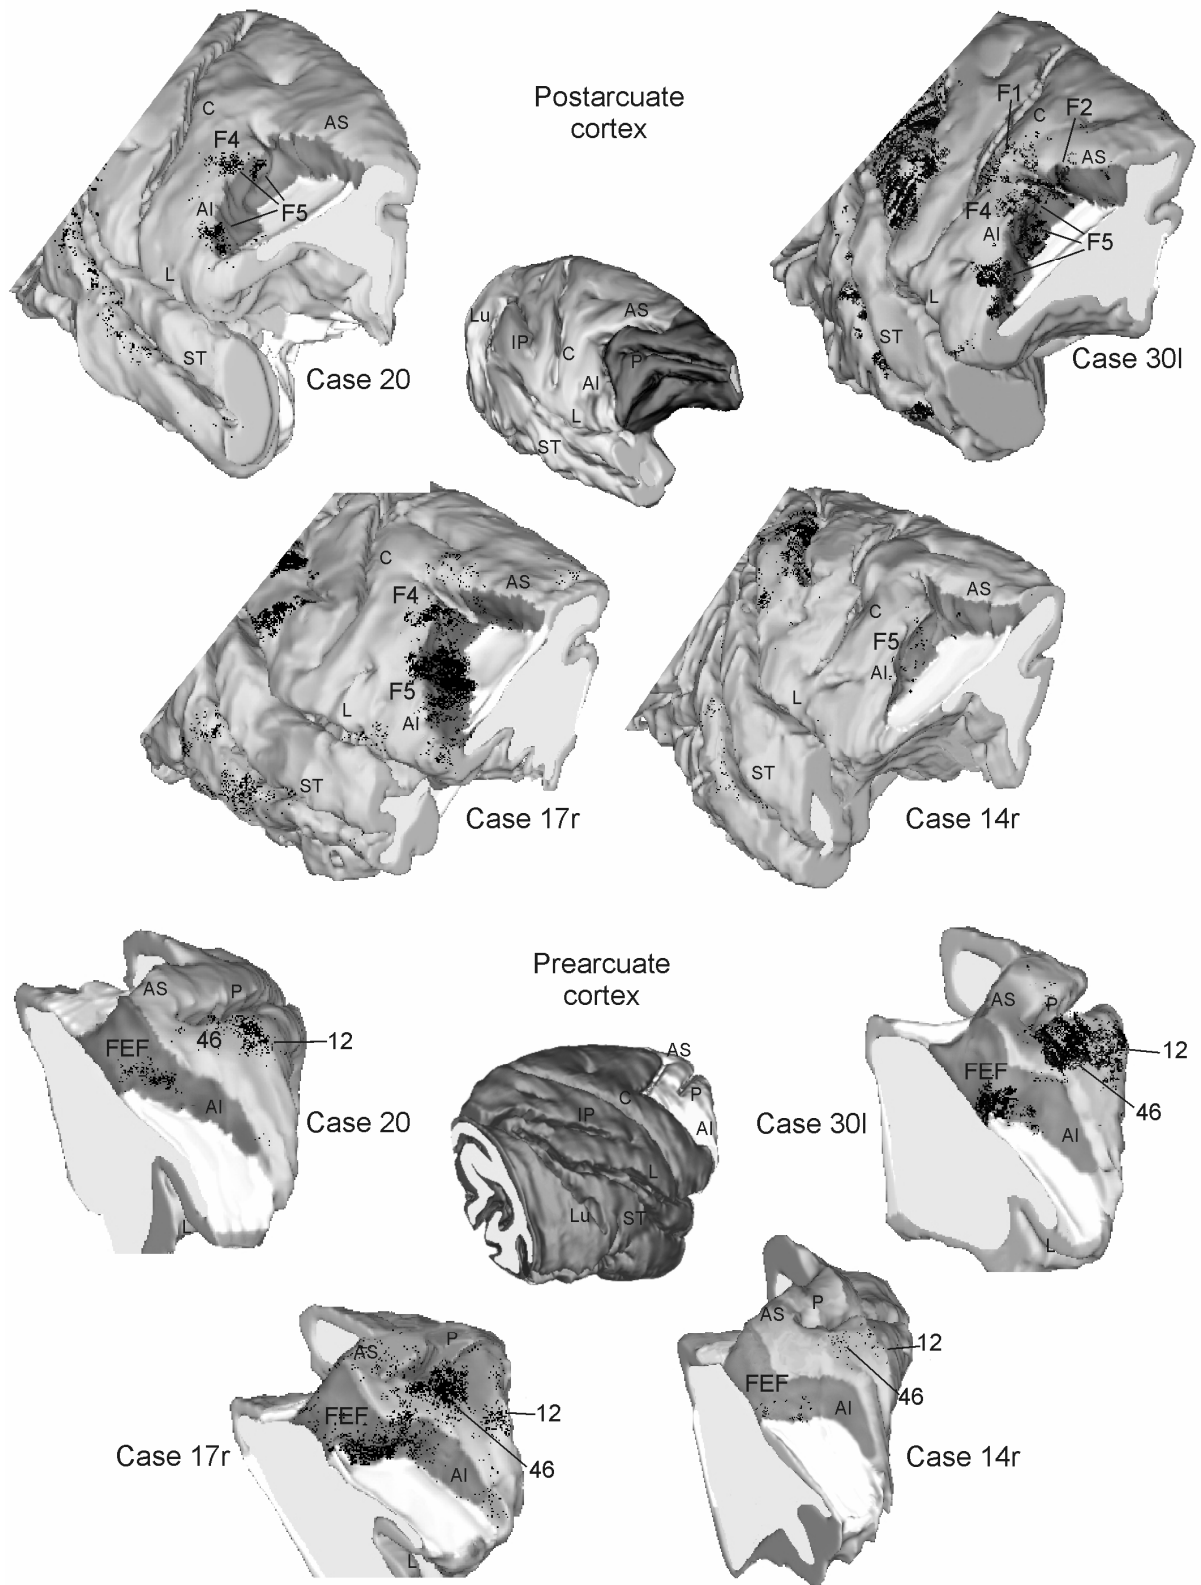 Postarcuate
cortex
C
AS
F4
AI
F5
L
ST
Case 20
F1
C
F2
AS
F4
AI
F5
L
ST
Case 30l
Lu
IP
AS
C
P
AI
L
ST
C
AS
F4
F5
AI
L
ST
Case 17r
AS
C
F5
AI
L
ST
Case 14r
Prearcuate
cortex
AS
P
46
12
FEF
AI
L
Case 20
AS
P
C
IP
AI
L
Lu
ST
AS
P
12
FEF
46
AI
L
Case 30l
P
AS
FEF
12
46
AI
L
Case 17r
P
AS
12
FEF
46
AI
Case 14r